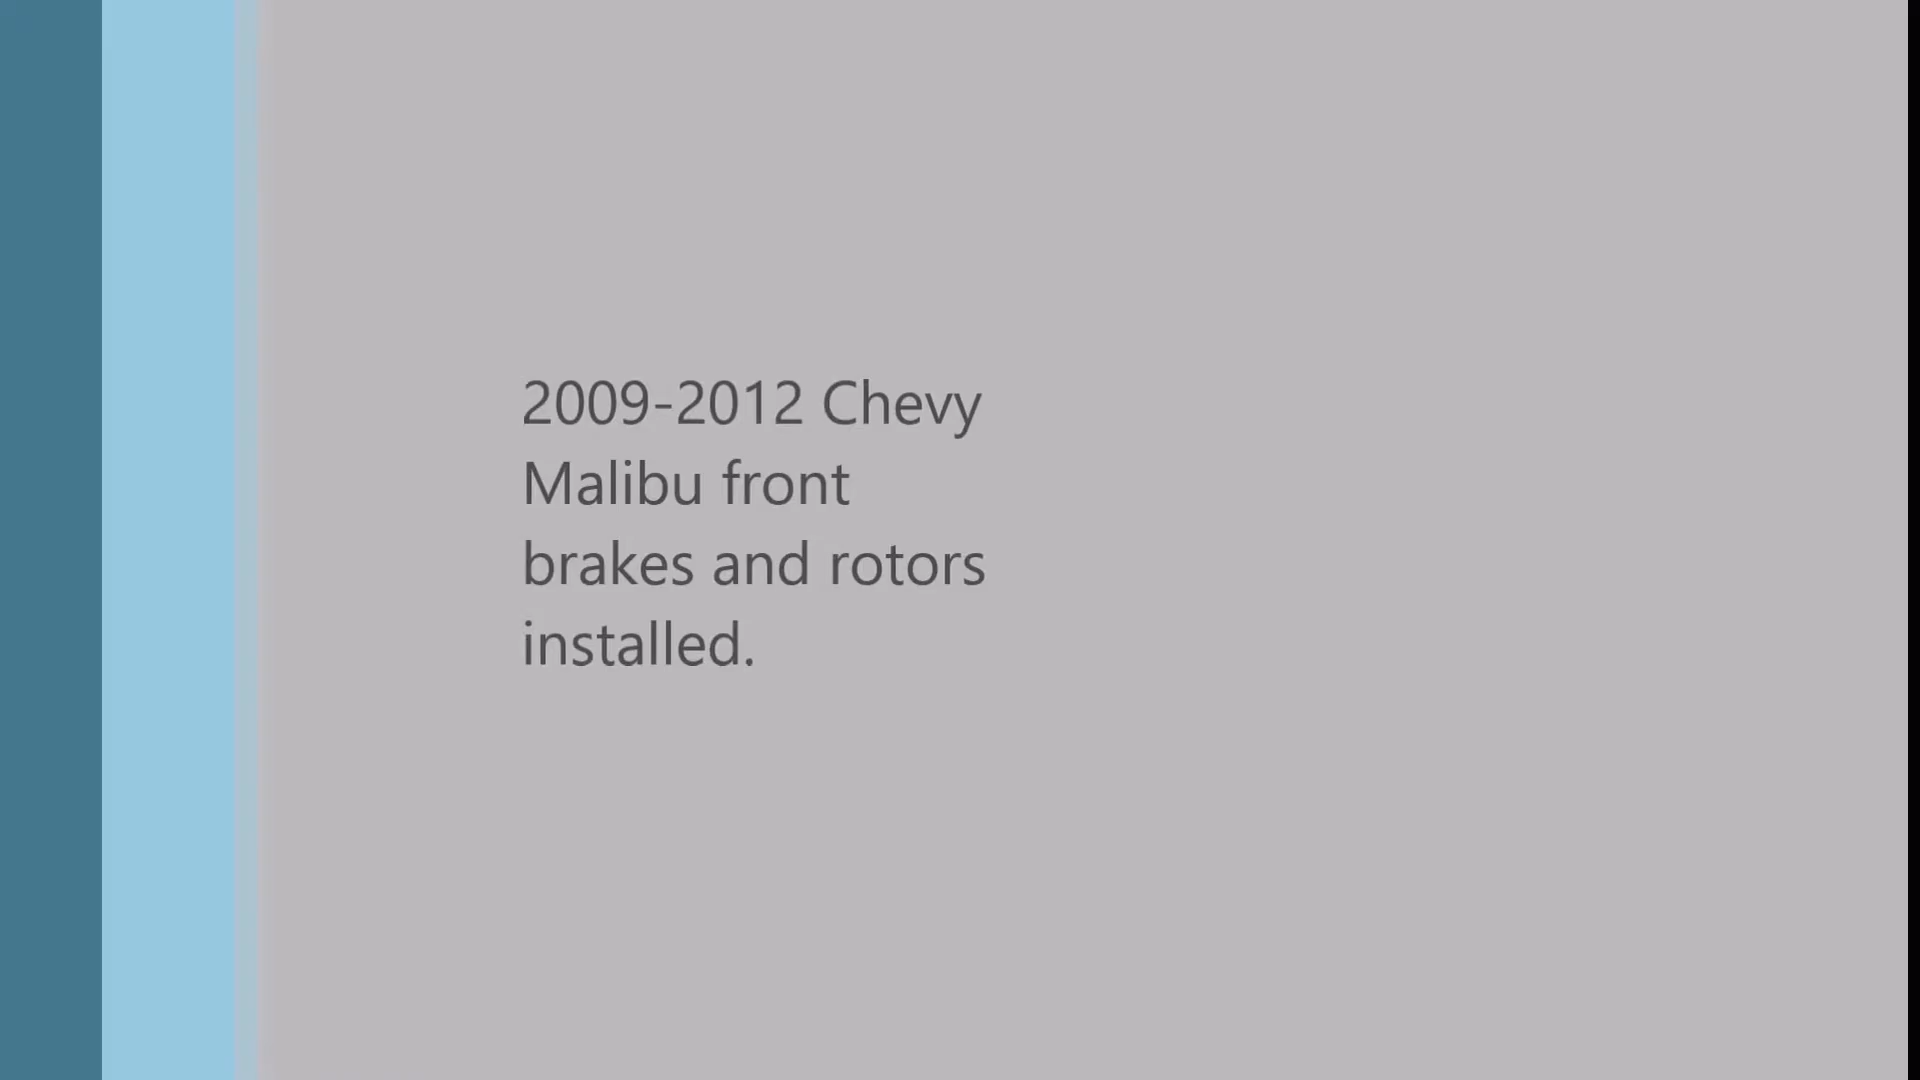 2009-2012 Chevy
Malibu front
brakes and rotors
installed.